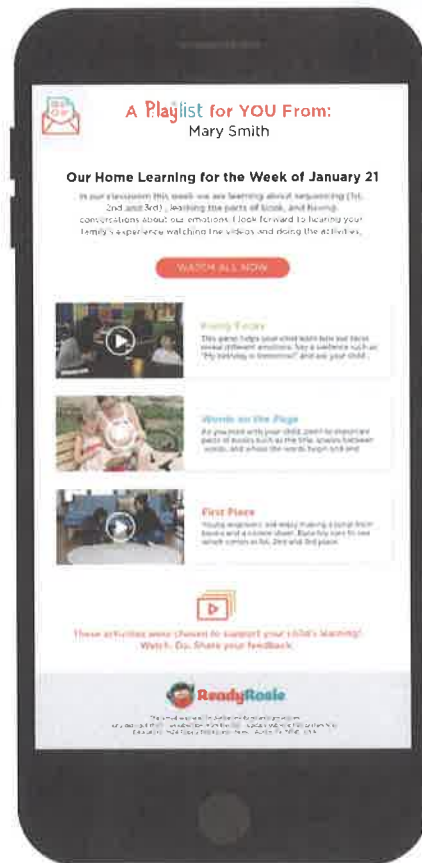 A Playlist for YOU From:
Mary Smith
Our Home Learning for the Week of January 21
In our classroom this week we are learning about sequencing (1st,
2nd and 3rd), learning the parts of book, and having
conversations about our emotions. I look forward to hearing your
family's experience watching the videos and doing the activities.
WATCH ALL NOW
This game helps your child learn how our faces
reveal different emotions. Say a sentence such as
"My birthday is tomorrow!" and ask your child
Words on the Page
As you read with your child, point to important
parts of books such as the title, spaces between
words, and where the words begin and end.
First Place
Young engineers will enjoy making a ramp from
books and a cookie sheet. Race toy cars to see
which comes in 1st, 2nd and 3rd place.
These activities were chosen to support your child's learning!
Watch. Do. Share your feedback.
ReadyRosie